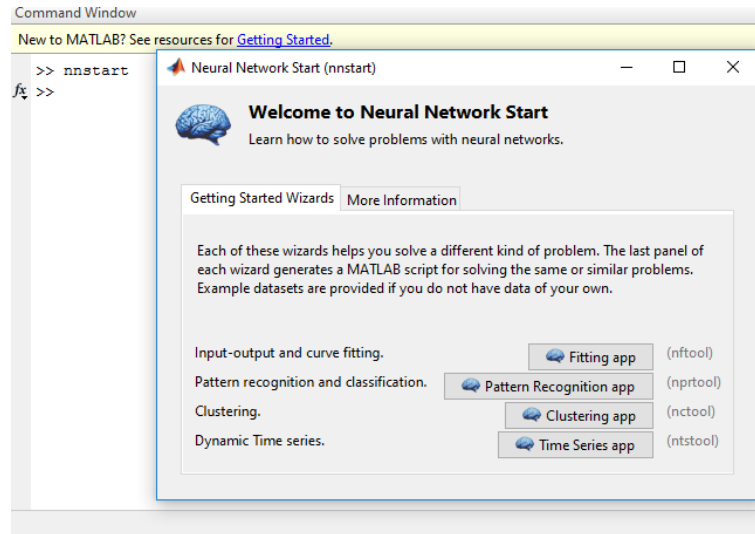 Command Window
New to MATLAB? See resources for Getting Started.
>> nnstart
fx >>
Neural Network Start (nnstart)
Welcome to Neural Network Start
Learn how to solve problems with neural networks.
Getting Started Wizards More Information
Each of these wizards helps you solve a different kind of problem. The last panel of
each wizard generates a MATLAB script for solving the same or similar problems.
Example datasets are provided if you do not have data of your own.
Input-output and curve fitting. Fitting app (nftool)
Pattern recognition and classification. Pattern Recognition app (nprtool)
Clustering. Clustering app (nctool)
Dynamic Time series. Time Series app (ntstool)